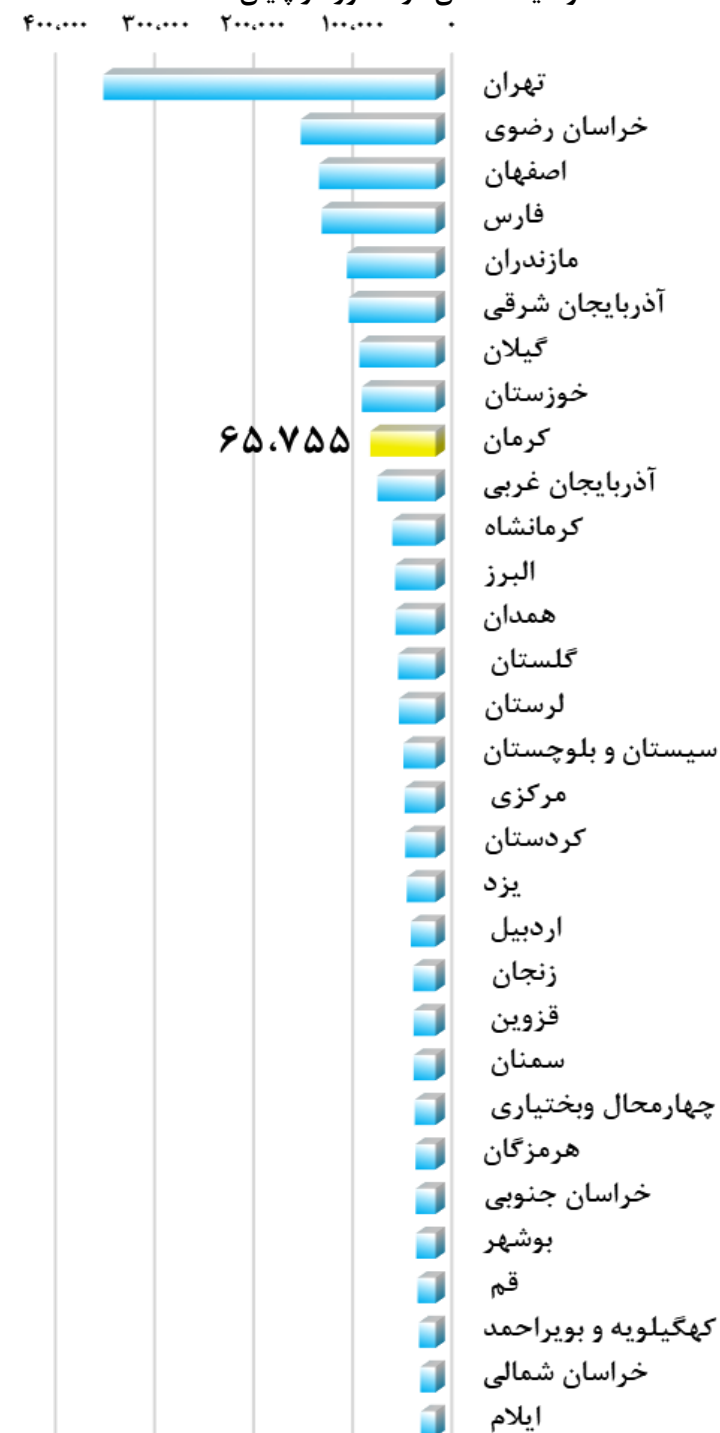 ۴۰۰،۰۰۰ ۳۰۰،۰۰۰ ۲۰۰،۰۰۰ ۱۰۰،۰۰۰ ۰
تهران
خراسان رضوی
اصفهان
فارس
مازندران
آذربایجان شرقی
گیلان
خوزستان
کرمان ۶۵،۷۵۵
آذربایجان غربی
کرمانشاه
البرز
همدان
گلستان
لرستان
سیستان و بلوچستان
مرکزی
کردستان
یزد
اردبیل
زنجان
قزوین
سمنان
چهارمحال وبختیاری
هرمزگان
خراسان جنوبی
بوشهر
قم
کهگیلویه و بویراحمد
خراسان شمالی
ایلام